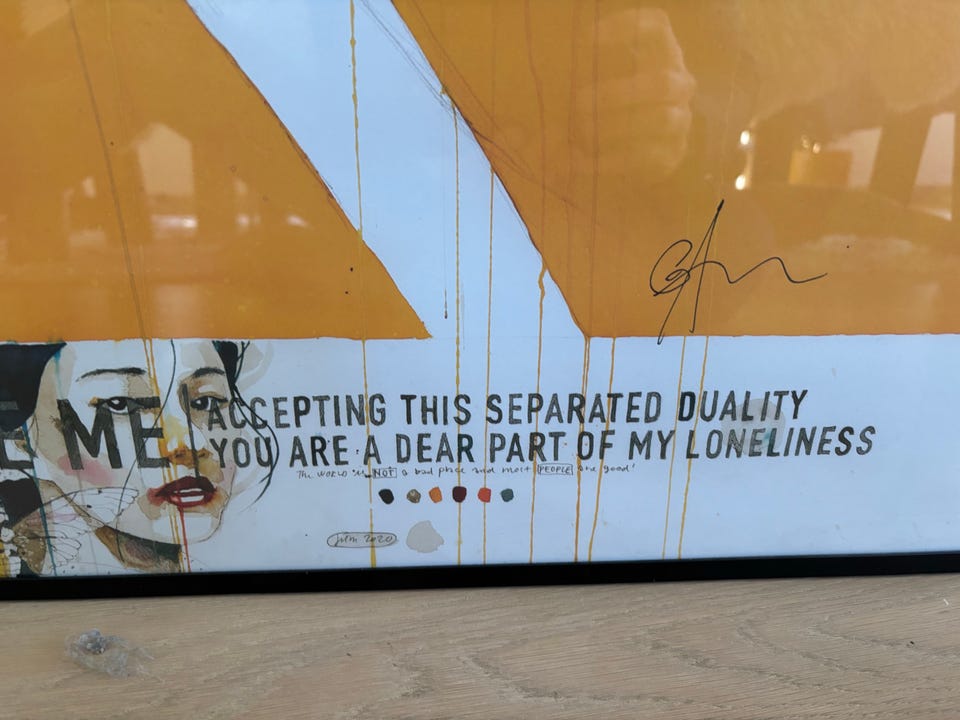 E ME
ACCEPTING THIS SEPARATED DUALITY
YOU ARE A DEAR PART OF MY LONELINESS
The WORLD is NOT a bad place and most PEOPLE are good!
2020